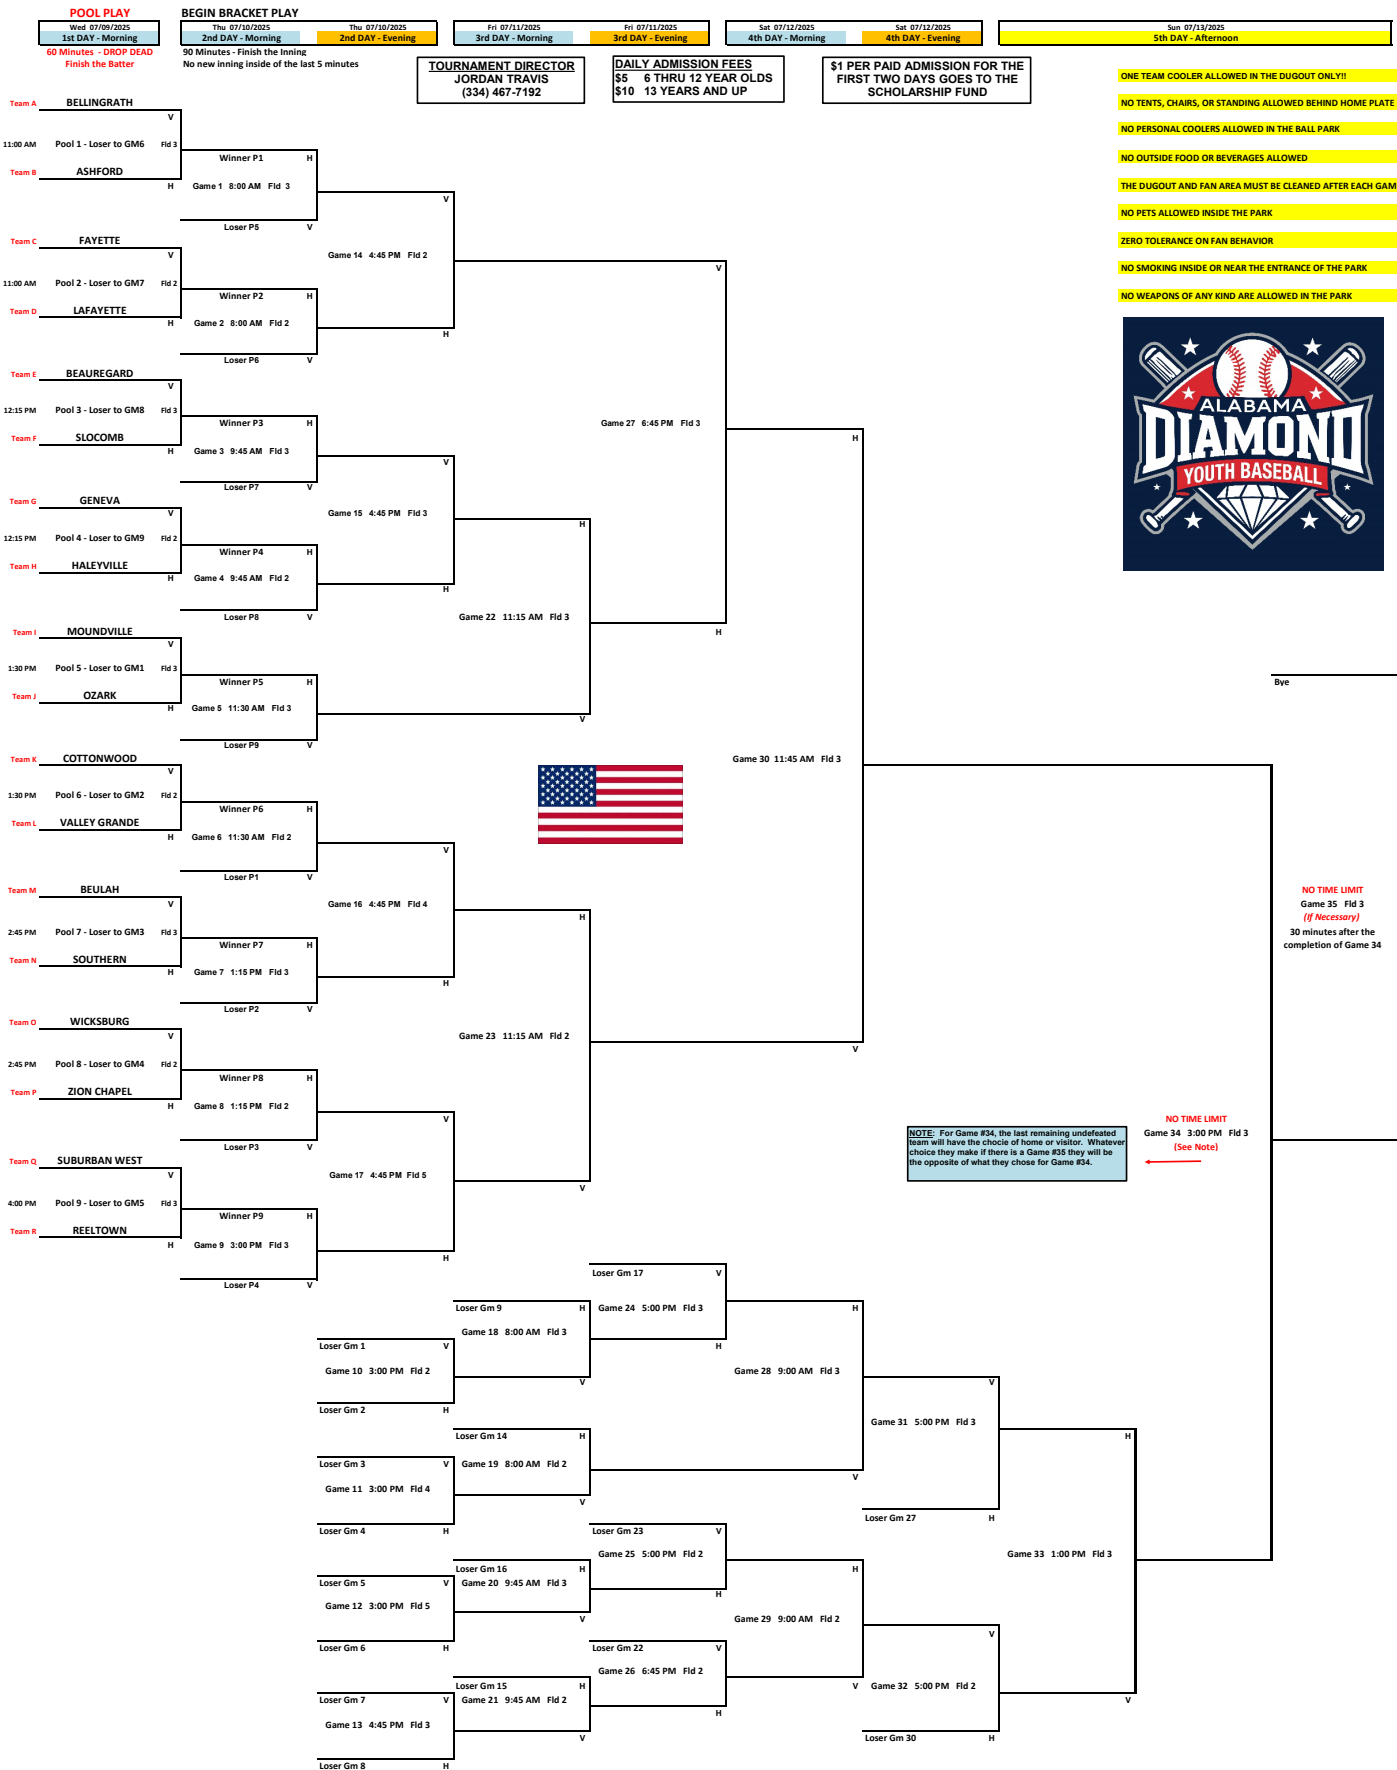 POOL PLAY
BEGIN BRACKET PLAY
Wed 07/09/2025
Thu 07/10/2025
Thu 07/10/2025
Fri 07/11/2025
Fri 07/11/2025
Sat 07/12/2025
Sat 07/12/2025
Sun 07/13/2025
1st DAY - Morning
2nd DAY - Morning
2nd DAY - Evening
3rd DAY - Morning
3rd DAY - Evening
4th DAY - Morning
4th DAY - Evening
5th DAY - Afternoon
60 Minutes - DROP DEAD
Finish the Batter
90 Minutes - Finish the Inning
No new inning inside of the last 5 minutes
TOURNAMENT DIRECTOR
JORDAN TRAVIS
(334) 467-7192
DAILY ADMISSION FEES
$5 6 THRU 12 YEAR OLDS
$10 13 YEARS AND UP
$1 PER PAID ADMISSION FOR THE
FIRST TWO DAYS GOES TO THE
SCHOLARSHIP FUND
ONE TEAM COOLER ALLOWED IN THE DUGOUT ONLY!!
NO TENTS, CHAIRS, OR STANDING ALLOWED BEHIND HOME PLATE
NO PERSONAL COOLERS ALLOWED IN THE BALL PARK
NO OUTSIDE FOOD OR BEVERAGES ALLOWED
THE DUGOUT AND FAN AREA MUST BE CLEANED AFTER EACH GAM
NO PETS ALLOWED INSIDE THE PARK
ZERO TOLERANCE ON FAN BEHAVIOR
NO SMOKING INSIDE OR NEAR THE ENTRANCE OF THE PARK
NO WEAPONS OF ANY KIND ARE ALLOWED IN THE PARK
ALABAMA
DIAMOND
YOUTH BASEBALL
Team A BELLINGRATH
V
11:00 AM Pool 1 - Loser to GM6 Fld 3
Team B ASHFORD
H
Team C FAYETTE
V
11:00 AM Pool 2 - Loser to GM7 Fld 2
Team D LAFAYETTE
H
Team E BEAUREGARD
V
12:15 PM Pool 3 - Loser to GM8 Fld 3
Team F SLOCOMB
H
Team G GENEVA
V
12:15 PM Pool 4 - Loser to GM9 Fld 2
Team H HALEYVILLE
H
Team I MOUNDVILLE
V
1:30 PM Pool 5 - Loser to GM1 Fld 3
Team J OZARK
H
Team K COTTONWOOD
V
1:30 PM Pool 6 - Loser to GM2 Fld 2
Team L VALLEY GRANDE
H
Team M BEULAH
V
2:45 PM Pool 7 - Loser to GM3 Fld 3
Team N SOUTHERN
H
Team O WICKSBURG
V
2:45 PM Pool 8 - Loser to GM4 Fld 2
Team P ZION CHAPEL
H
Team Q SUBURBAN WEST
V
4:00 PM Pool 9 - Loser to GM5 Fld 3
Team R REELTOWN
H
Winner P1 H
Game 1 8:00 AM Fld 3
Loser P5 V
Winner P2 H
Game 2 8:00 AM Fld 2
Loser P6 V
Winner P3 H
Game 3 9:45 AM Fld 3
Loser P7 V
Winner P4 H
Game 4 9:45 AM Fld 2
Loser P8 V
Winner P5 H
Game 5 11:30 AM Fld 3
Loser P9 V
Winner P6 H
Game 6 11:30 AM Fld 2
Loser P1 V
Winner P7 H
Game 7 1:15 PM Fld 3
Loser P2 V
Winner P8 H
Game 8 1:15 PM Fld 2
Loser P3 V
Winner P9 H
Game 9 3:00 PM Fld 3
Loser P4 V
V
Game 14 4:45 PM Fld 2
H
V
Game 15 4:45 PM Fld 3
H
V
Game 16 4:45 PM Fld 4
H
V
Game 17 4:45 PM Fld 5
H
H
Game 22 11:15 AM Fld 3
V
H
Game 23 11:15 AM Fld 2
V
V
Game 27 6:45 PM Fld 3
H
H
Game 30 11:45 AM Fld 3
V
Loser Gm 1 V
Game 10 3:00 PM Fld 2
Loser Gm 2 H
Loser Gm 3 V
Game 11 3:00 PM Fld 4
Loser Gm 4 H
Loser Gm 5 V
Game 12 3:00 PM Fld 5
Loser Gm 6 H
Loser Gm 7 V
Game 13 4:45 PM Fld 3
Loser Gm 8 H
Loser Gm 9 H
Game 18 8:00 AM Fld 3
V
Loser Gm 14 H
Game 19 8:00 AM Fld 2
V
Loser Gm 16 H
Game 20 9:45 AM Fld 3
V
Loser Gm 15 H
Game 21 9:45 AM Fld 2
V
Loser Gm 17 V
Game 24 5:00 PM Fld 3
H
Loser Gm 23 V
Game 25 5:00 PM Fld 2
H
Loser Gm 22 V
Game 26 6:45 PM Fld 2
H
H
Game 28 9:00 AM Fld 3
V
H
Game 29 9:00 AM Fld 2
V
V
Game 31 5:00 PM Fld 3
Loser Gm 27 H
V
Game 32 5:00 PM Fld 2
Loser Gm 30 H
H
Game 33 1:00 PM Fld 3
V
NOTE: For Game #34, the last remaining undefeated
team will have the chocie of home or visitor. Whatever
choice they make if there is a Game #35 they will be
the opposite of what they chose for Game #34.
NO TIME LIMIT
Game 34 3:00 PM Fld 3
(See Note)
Bye
NO TIME LIMIT
Game 35 Fld 3
(If Necessary)
30 minutes after the
completion of Game 34